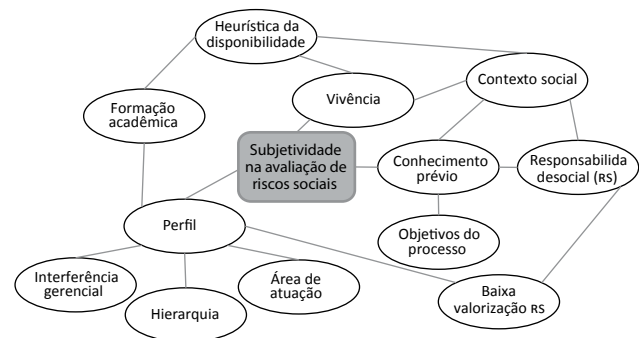 Heurística da
disponibilidade
Contexto social
Vivência
Formação
acadêmica
Subjetividade
na avaliação de
riscos sociais
Conhecimento
prévio
Responsabilida
desocial (RS)
Perfil
Objetivos do
processo
Interferência
gerencial
Hierarquia
Área de
atuação
Baixa
valorização RS